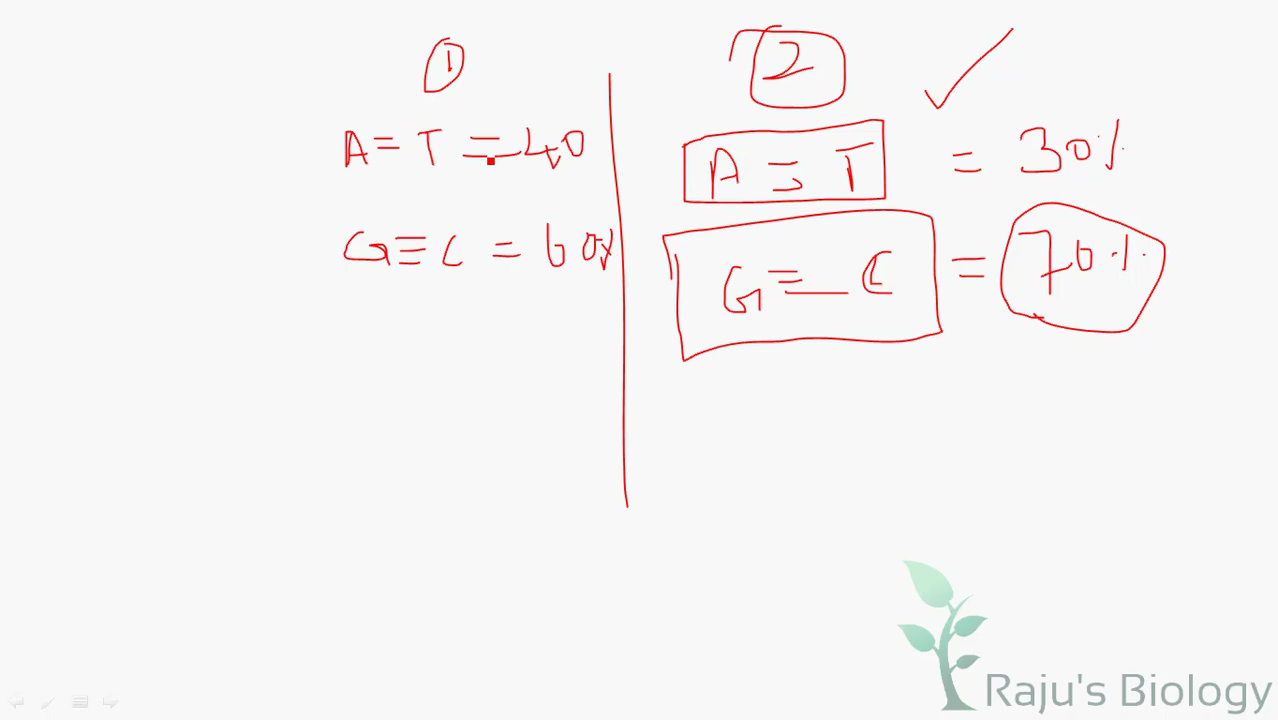 1
A = T = 40
G ≡ C = 60%
2
A = T = 30%
G ≡ C = 70%
Raju's Biology